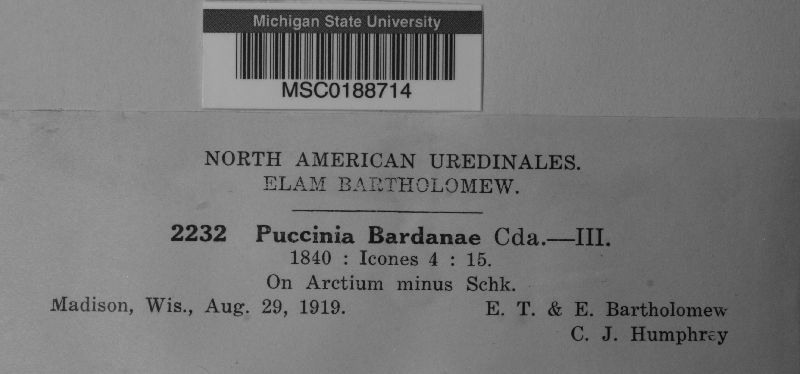 Michigan State University
MSC0188714
NORTH AMERICAN UREDINALES.
ELAM BARTHOLOMEW.
2232 Puccinia Bardanae Cda.—III.
1840 : Icones 4 : 15.
On Arctium minus Schk.
Madison, Wis., Aug. 29, 1919. E. T. & E. Bartholomew
C. J. Humphrey